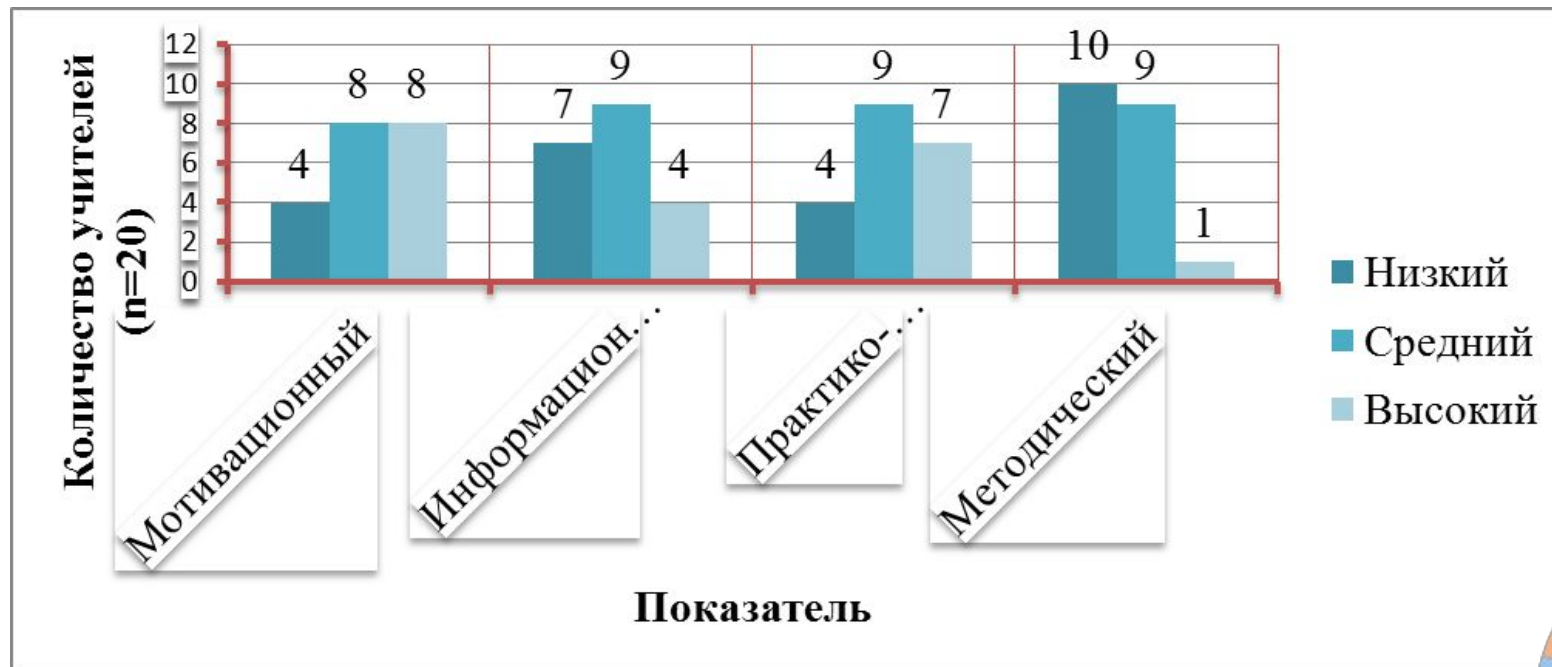 Количество учителей
(n=20)
12
10
8
6
4
2
0
4
8
8
7
9
4
4
9
7
10
9
1
Мотивационный
Информацион...
Практико-...
Методический
Показатель
Низкий
Средний
Высокий